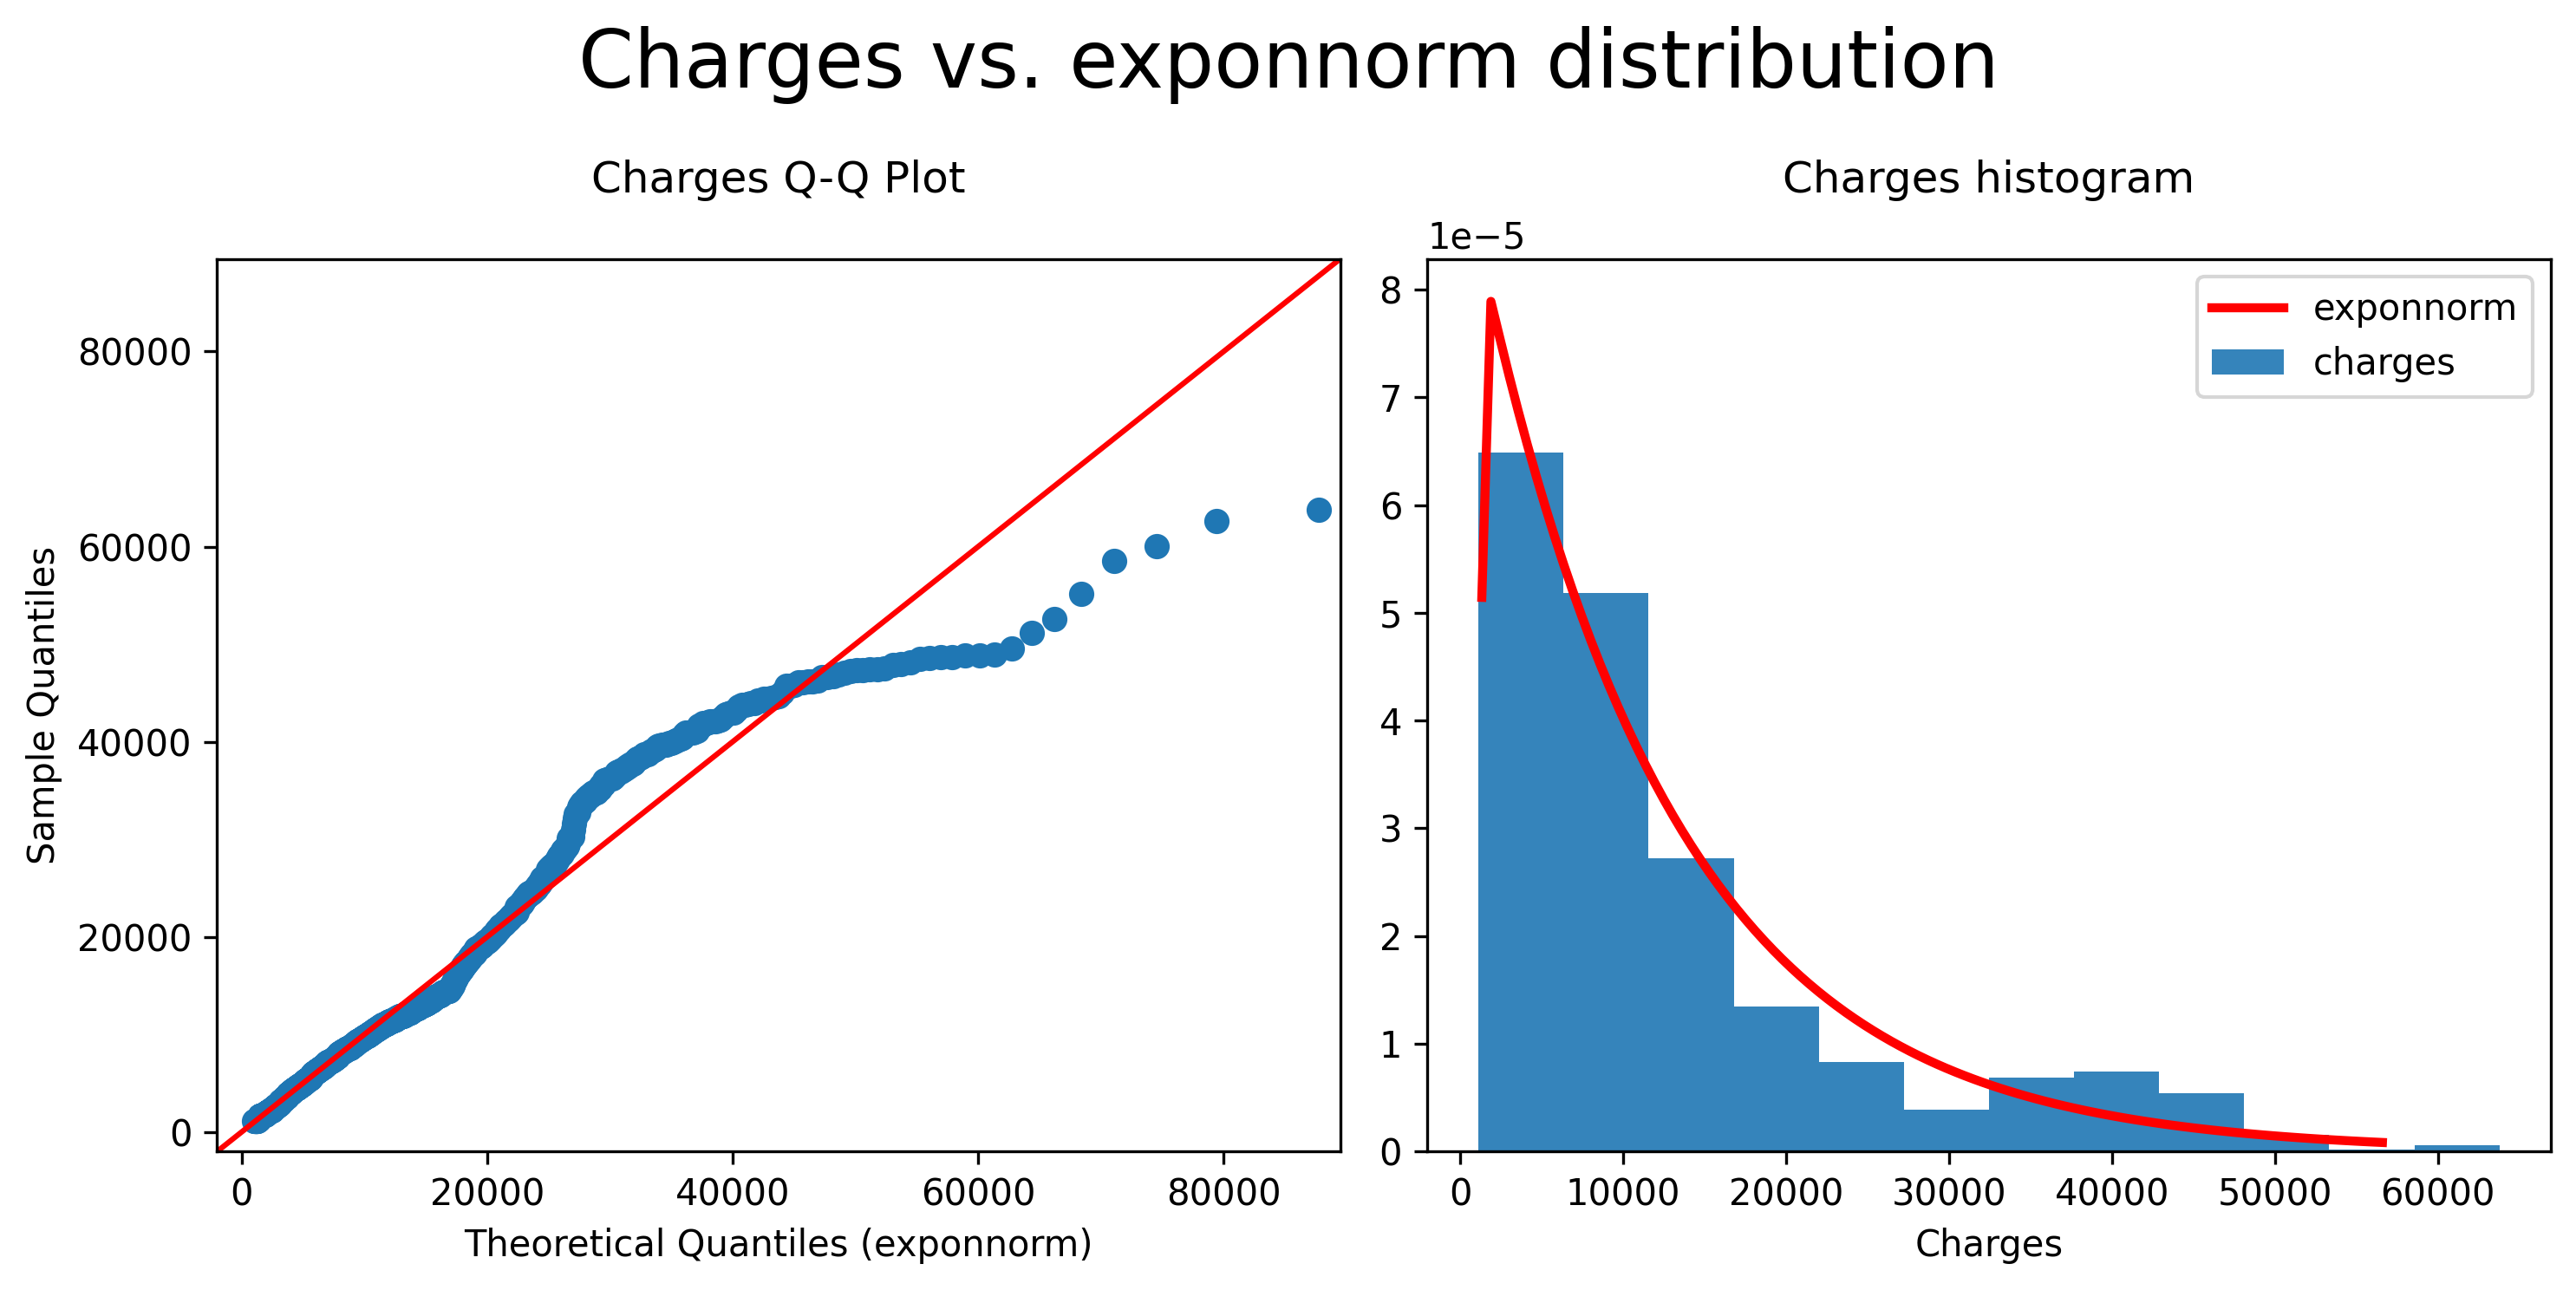 Charges vs. exponnorm distribution
Charges Q-Q Plot
80000
60000
40000
20000
0
Sample Quantiles
0 20000 40000 60000 80000
Theoretical Quantiles (exponnorm)
Charges histogram
1e−5
8
7
6
5
4
3
2
1
0
exponnorm
charges
0 10000 20000 30000 40000 50000 60000
Charges